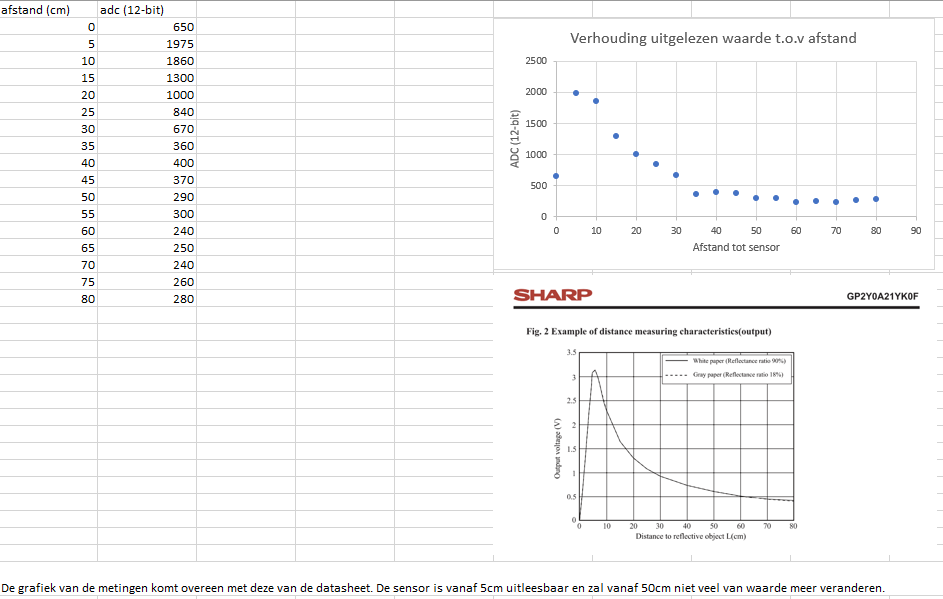 afstand (cm) adc (12-bit)
0 650
5 1975
10 1860
15 1300
20 1000
25 840
30 670
35 360
40 400
45 370
50 290
55 300
60 240
65 250
70 240
75 260
80 280
Verhouding uitgelezen waarde t.o.v afstand
ADC (12-bit)
2500
2000
1500
1000
500
0
0 10 20 30 40 50 60 70 80 90
Afstand tot sensor
SHARP GP2Y0A21YK0F
Fig. 2 Example of distance measuring characteristics(output)
White paper (Reflectance ratio 90%)
Gray paper (Reflectance ratio 18%)
Output voltage (V)
3.5
3
2.5
2
1.5
1
0.5
0
0 10 20 30 40 50 60 70 80
Distance to reflective object L(cm)
De grafiek van de metingen komt overeen met deze van de datasheet. De sensor is vanaf 5cm uitleesbaar en zal vanaf 50cm niet veel van waarde meer veranderen.